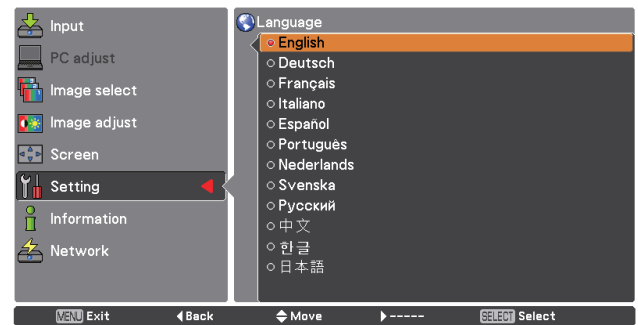 Input
PC adjust
Image select
Image adjust
Screen
Setting
Information
Network
Language
English
Deutsch
Français
Italiano
Español
Português
Nederlands
Svenska
Русский
中文
한글
日本語
MENU Exit ◀Back Move ▶----- SELECT Select